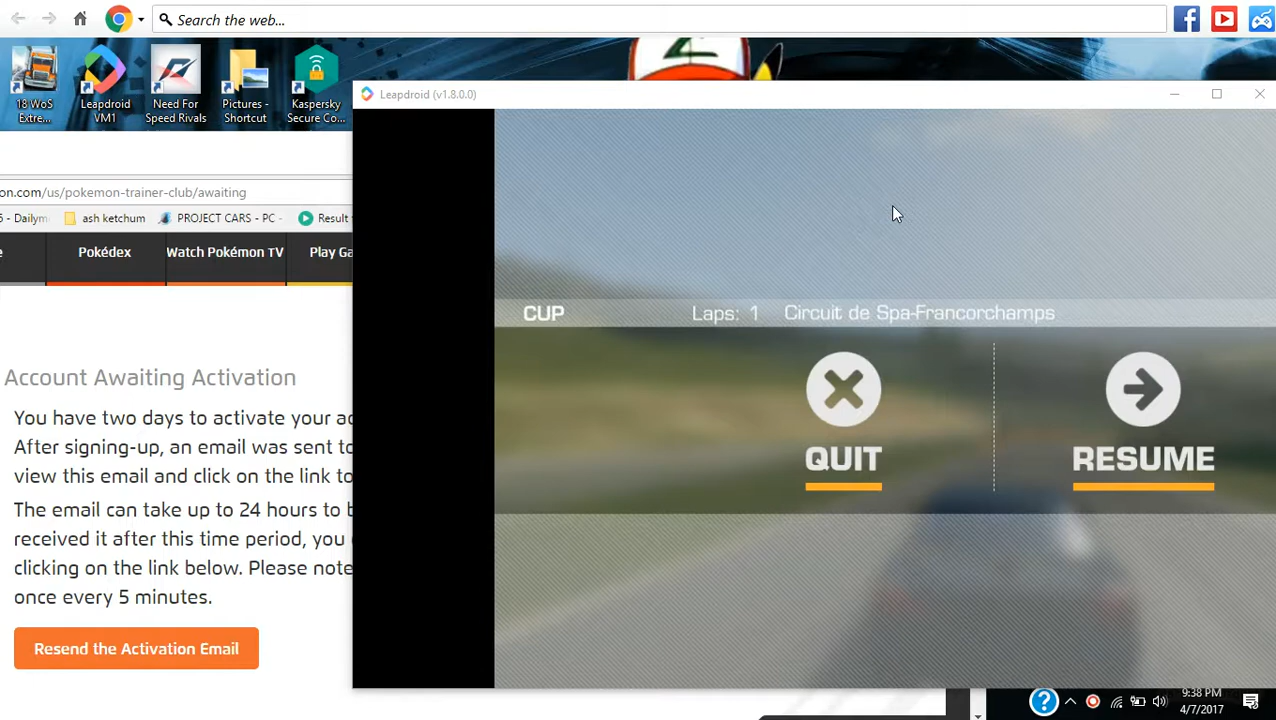 Search the web...
18 WoS
Extre...
Leapdroid
VM1
Need For
Speed Rivals
Pictures -
Shortcut
Kaspersky
Secure Co...
Leapdroid (v1.8.0.0)
on.com/us/pokemon-trainer-club/awaiting
5 - Dailym
ash ketchum
PROJECT CARS - PC -
Result
Pokédex
Watch Pokémon TV
Play Ga
CUP
Laps: 1
Circuit de Spa-Francorchamps
QUIT
RESUME
Account Awaiting Activation
You have two days to activate your ac
After signing-up, an email was sent to
view this email and click on the link to
The email can take up to 24 hours to b
received it after this time period, you
clicking on the link below. Please note
once every 5 minutes.
Resend the Activation Email
9:38 PM
4/7/2017